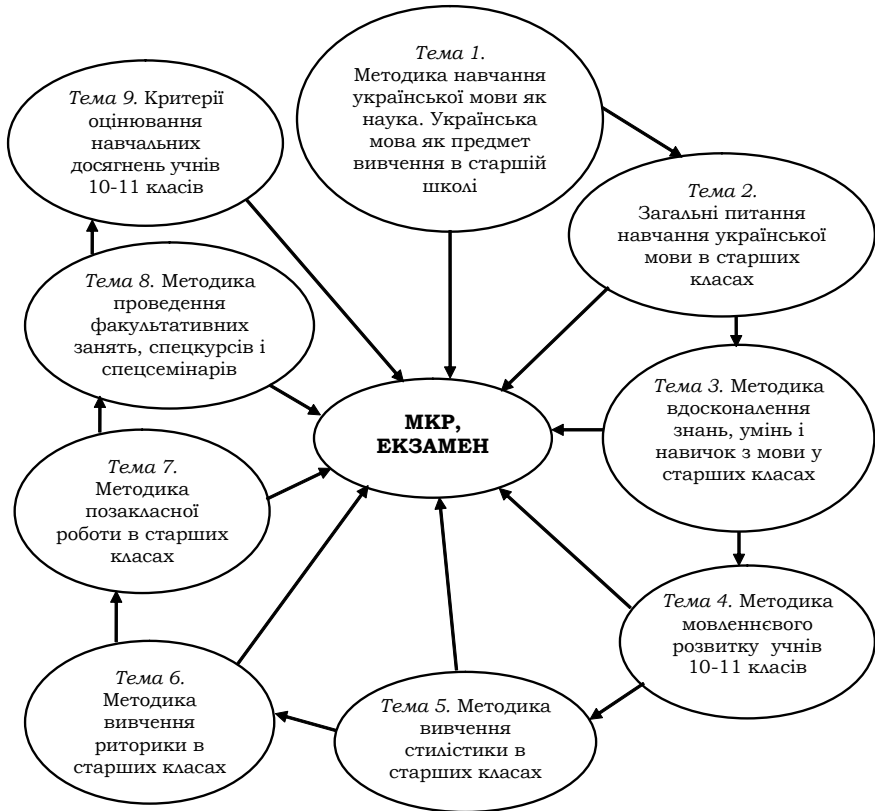 Тема 1.
Методика навчання
української мови як
наука. Українська
мова як предмет
вивчення в старшій
школі
Тема 2.
Загальні питання
навчання української
мови в старших
класах
Тема 3. Методика
вдосконалення
знань, умінь і
навичок з мови у
старших класах
Тема 4. Методика
мовленнєвого
розвитку учнів
10-11 класів
Тема 5. Методика
вивчення
стилістики в
старших класах
Тема 6.
Методика
вивчення
риторики в
старших класах
Тема 7.
Методика
позакласної
роботи в старших
класах
Тема 8. Методика
проведення
факультативних
занять, спецкурсів і
спецсемінарів
Тема 9. Критерії
оцінювання
навчальних
досягнень учнів
10-11 класів
МКР,
ЕКЗАМЕН